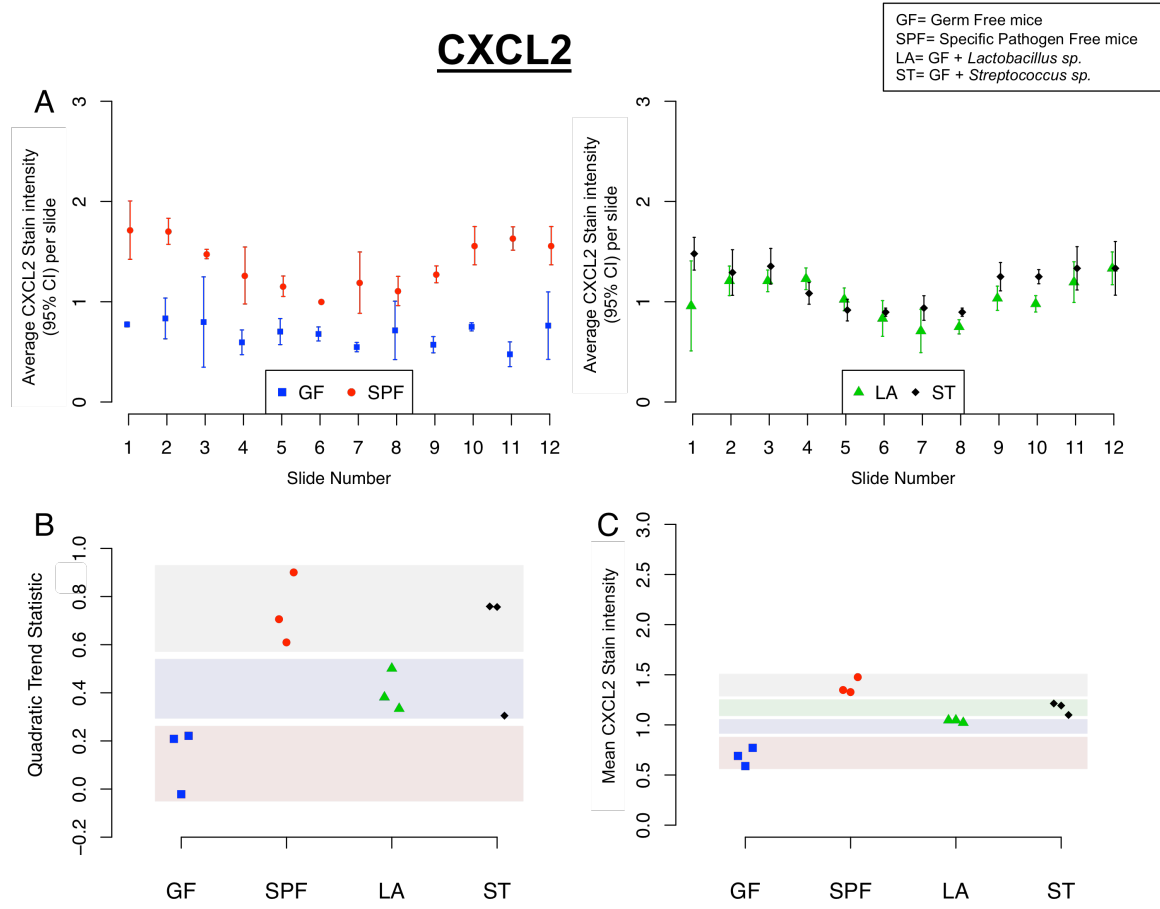 GF= Germ Free mice
SPF= Specific Pathogen Free mice
LA= GF + Lactobacillus sp.
ST= GF + Streptococcus sp.
CXCL2
A
Average CXCL2 Stain intensity
(95% CI) per slide
3
2
1
0
GF SPF
1 2 3 4 5 6 7 8 9 10 11 12
Slide Number
Average CXCL2 Stain intensity
(95% CI) per slide
3
2
1
0
LA ST
1 2 3 4 5 6 7 8 9 10 11 12
Slide Number
B
Quadratic Trend Statistic
1.0
0.8
0.6
0.4
0.2
0.0
−0.2
GF SPF LA ST
C
Mean CXCL2 Stain intensity
3.0
2.5
2.0
1.5
1.0
0.5
0.0
GF SPF LA ST